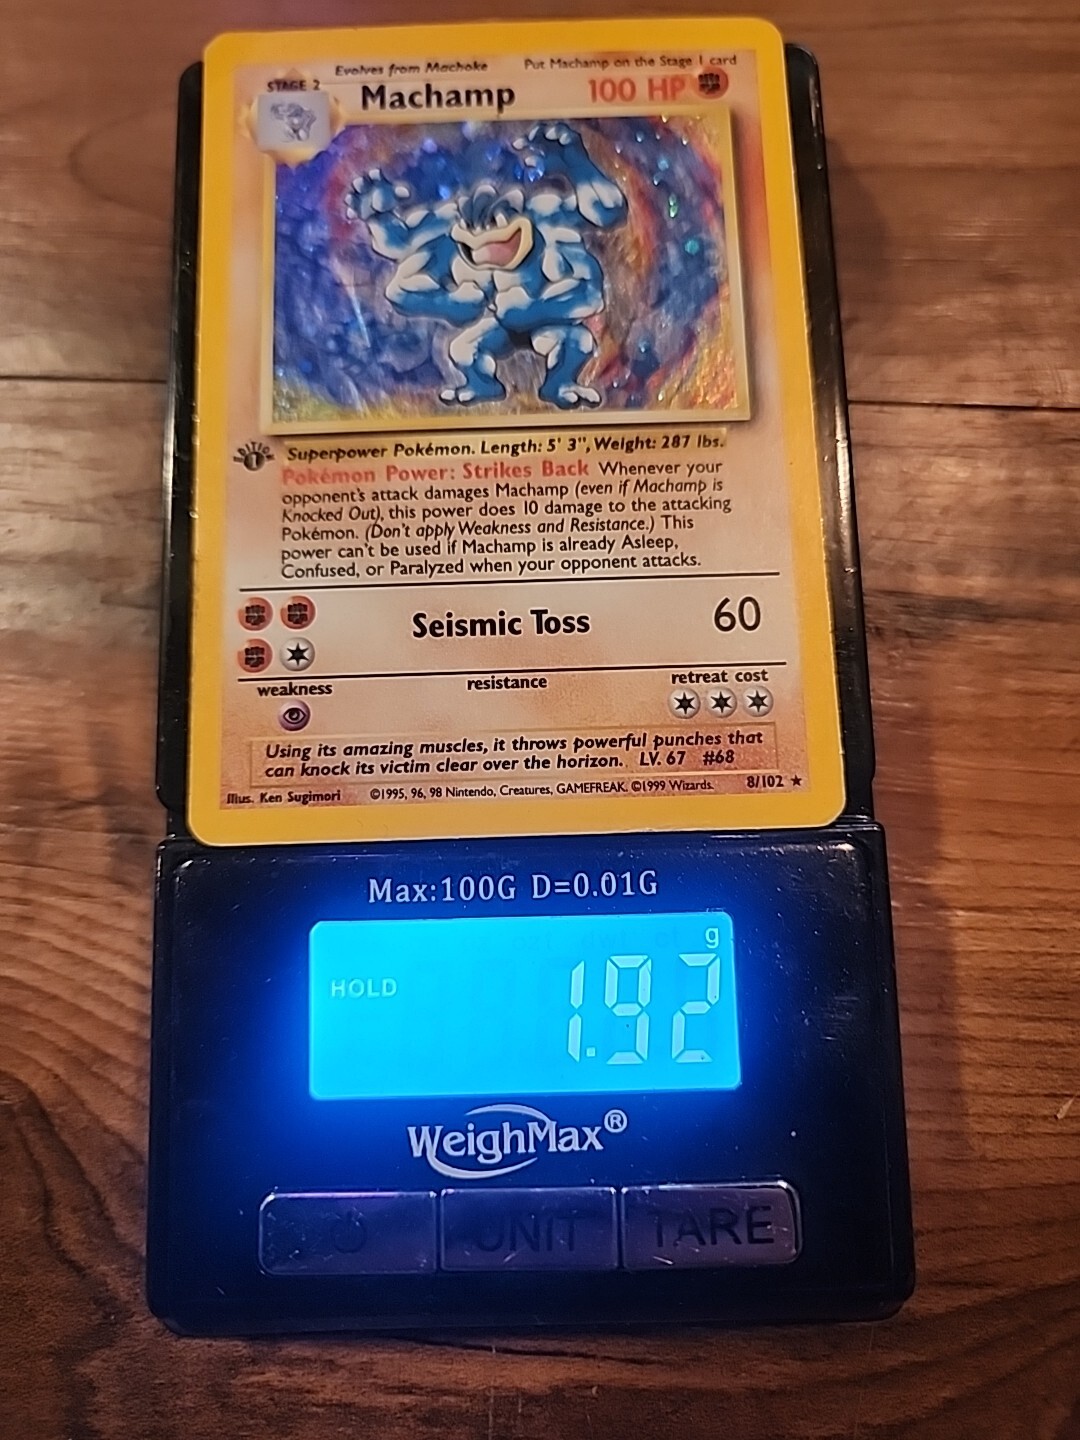 Evolves from Machoke Put Machamp on the Stage 1 card
STAGE 2
Machamp 100 HP
EDITION
1
Superpower Pokémon. Length: 5' 3", Weight: 287 lbs.
Pokémon Power: Strikes Back Whenever your
opponent's attack damages Machamp (even if Machamp is
Knocked Out), this power does 10 damage to the attacking
Pokémon. (Don't apply Weakness and Resistance.) This
power can't be used if Machamp is already Asleep,
Confused, or Paralyzed when your opponent attacks.
Seismic Toss 60
weakness resistance retreat cost
Using its amazing muscles, it throws powerful punches that
can knock its victim clear over the horizon. LV. 67 #68
Illus. Ken Sugimori ©1995, 96, 98 Nintendo, Creatures, GAMEFREAK. ©1999 Wizards. 8/102 ★
Max:100G D=0.01G
g
HOLD 1.92
WeighMax®
UNIT TARE